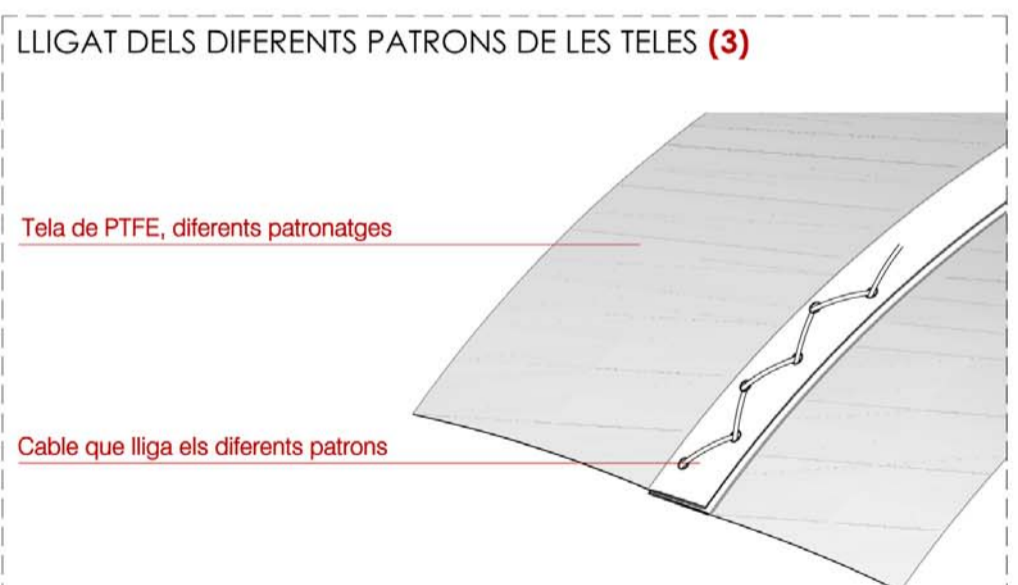 LLIGAT DELS DIFERENTS PATRONS DE LES TELES (3)
Tela de PTFE, diferents patronatges
Cable que lliga els diferents patrons